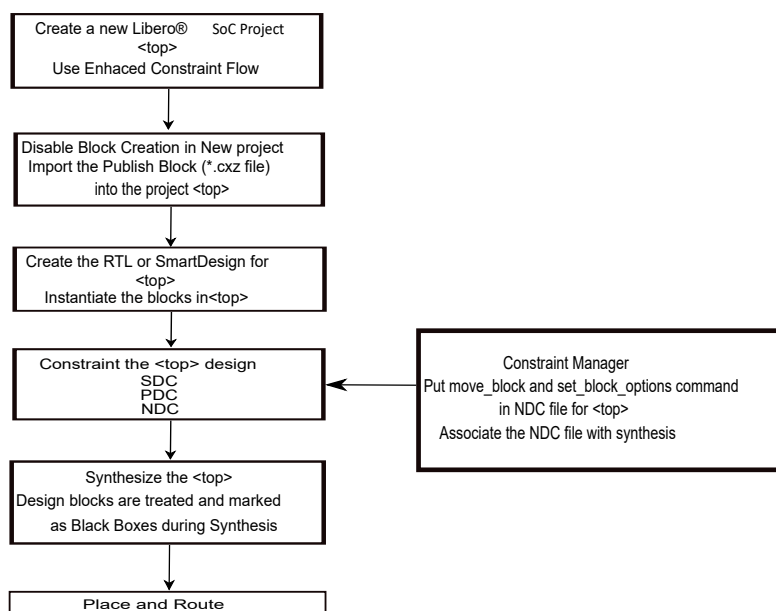 Create a new Libero® SoC Project
<top>
Use Enhaced Constraint Flow
Disable Block Creation in New project
Import the Publish Block (*.cxz file)
into the project <top>
Create the RTL or SmartDesign for
<top>
Instantiate the blocks in<top>
Constraint the <top> design
SDC
PDC
NDC
Constraint Manager
Put move_block and set_block_options command
in NDC file for <top>
Associate the NDC file with synthesis
Synthesize the <top>
Design blocks are treated and marked
as Black Boxes during Synthesis
Place and Route